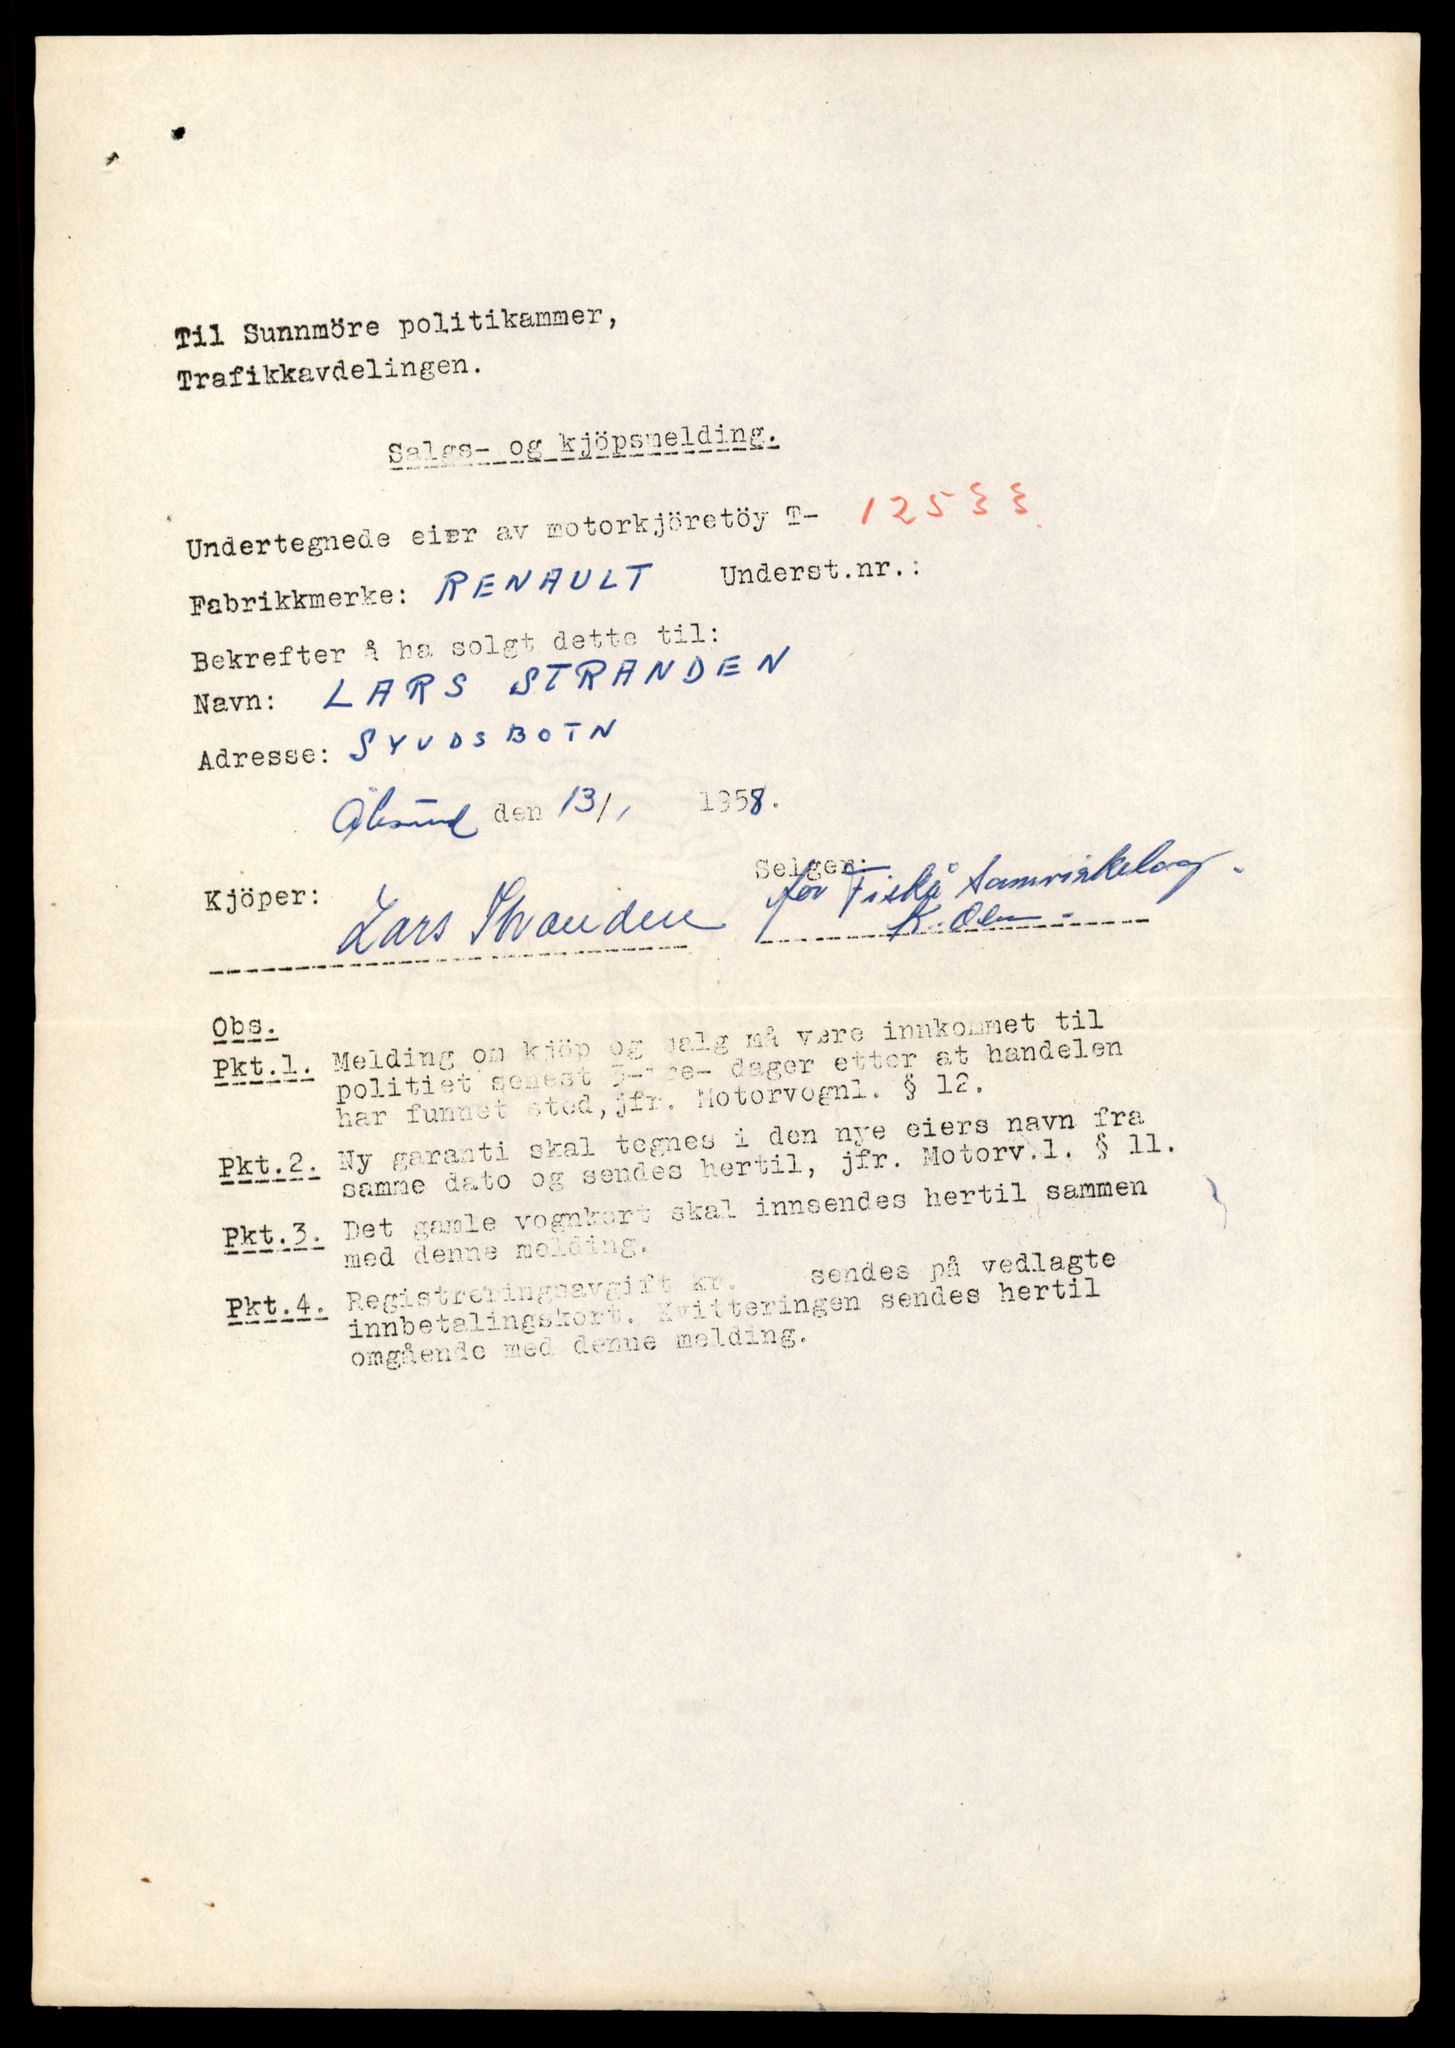 Til Sunnmöre politikammer,
Trafikkavdelingen.
Salgs- og kjöpsmelding.
Undertegnede eier av motorkjöretöy T- 12533
Fabrikkmerke: RENAULT Underst.nr.:
Bekrefter å ha solgt dette til:
Navn: LARS STRANDEN
Adresse: SYVDSBOTN
Ålesund den 13/1 1958.
Selger:
Kjöper: Lars Stranden for Fiskå Samvirkelag.
K.
Obs.
Pkt.1. Melding om kjöp og salg må være innkommet til
politiet senest 3-tre- dager etter at handelen
har funnet sted, jfr. Motorvognl. § 12.
Pkt.2. Ny garanti skal tegnes i den nye eiers navn fra
samme dato og sendes hertil, jfr. Motorv.l. § 11.
Pkt.3. Det gamle vognkort skal innsendes hertil sammen
med denne melding.
Pkt.4. Registreringsavgift kr. sendes på vedlagte
innbetalingskort. Kvitteringen sendes hertil
omgående med denne melding.